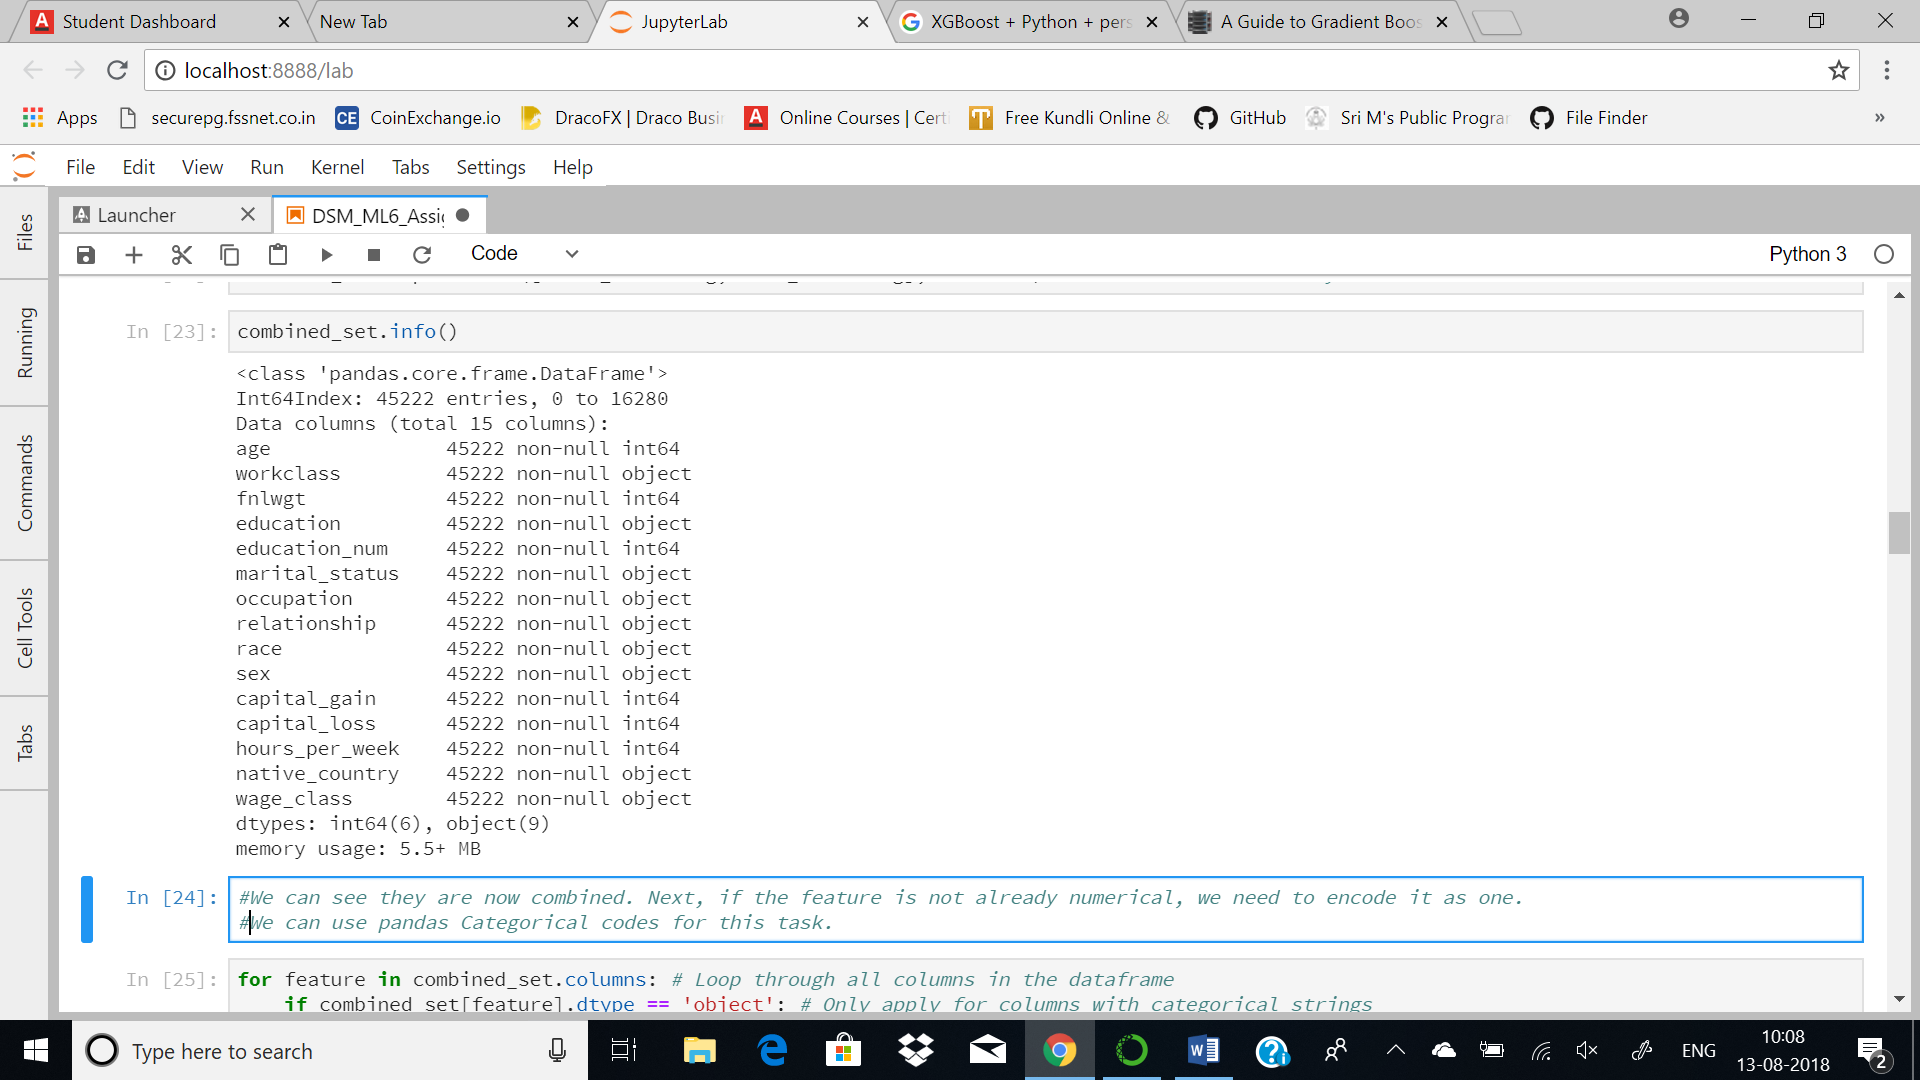 Student Dashboard
New Tab
JupyterLab
XGBoost + Python + pers
A Guide to Gradient Boos
localhost:8888/lab
Apps
securepg.fssnet.co.in
CE CoinExchange.io
DracoFX | Draco Busi
A Online Courses | Certi
T Free Kundli Online &
GitHub
Sri M's Public Progra
File Finder
»
File Edit View Run Kernel Tabs Settings Help
Files
Running
Commands
Cell Tools
Tabs
Launcher
DSM_ML6_Assi
Code
Python 3
In [23]: combined_set.info()
<class 'pandas.core.frame.DataFrame'>
Int64Index: 45222 entries, 0 to 16280
Data columns (total 15 columns):
age 45222 non-null int64
workclass 45222 non-null object
fnlwgt 45222 non-null int64
education 45222 non-null object
education_num 45222 non-null int64
marital_status 45222 non-null object
occupation 45222 non-null object
relationship 45222 non-null object
race 45222 non-null object
sex 45222 non-null object
capital_gain 45222 non-null int64
capital_loss 45222 non-null int64
hours_per_week 45222 non-null int64
native_country 45222 non-null object
wage_class 45222 non-null object
dtypes: int64(6), object(9)
memory usage: 5.5+ MB
In [24]: #We can see they are now combined. Next, if the feature is not already numerical, we need to encode it as one.
#We can use pandas Categorical codes for this task.
In [25]: for feature in combined_set.columns: # Loop through all columns in the dataframe
if combined_set[feature].dtype == 'object': # Only apply for columns with categorical strings
Type here to search
ENG
10:08
13-08-2018
2